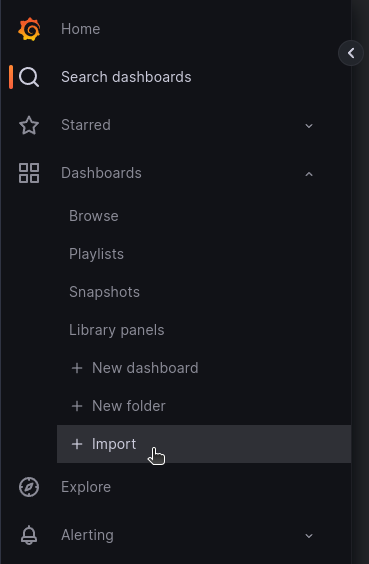 Home
Search dashboards
Starred
Dashboards
Browse
Playlists
Snapshots
Library panels
+ New dashboard
+ New folder
+ Import
Explore
Alerting